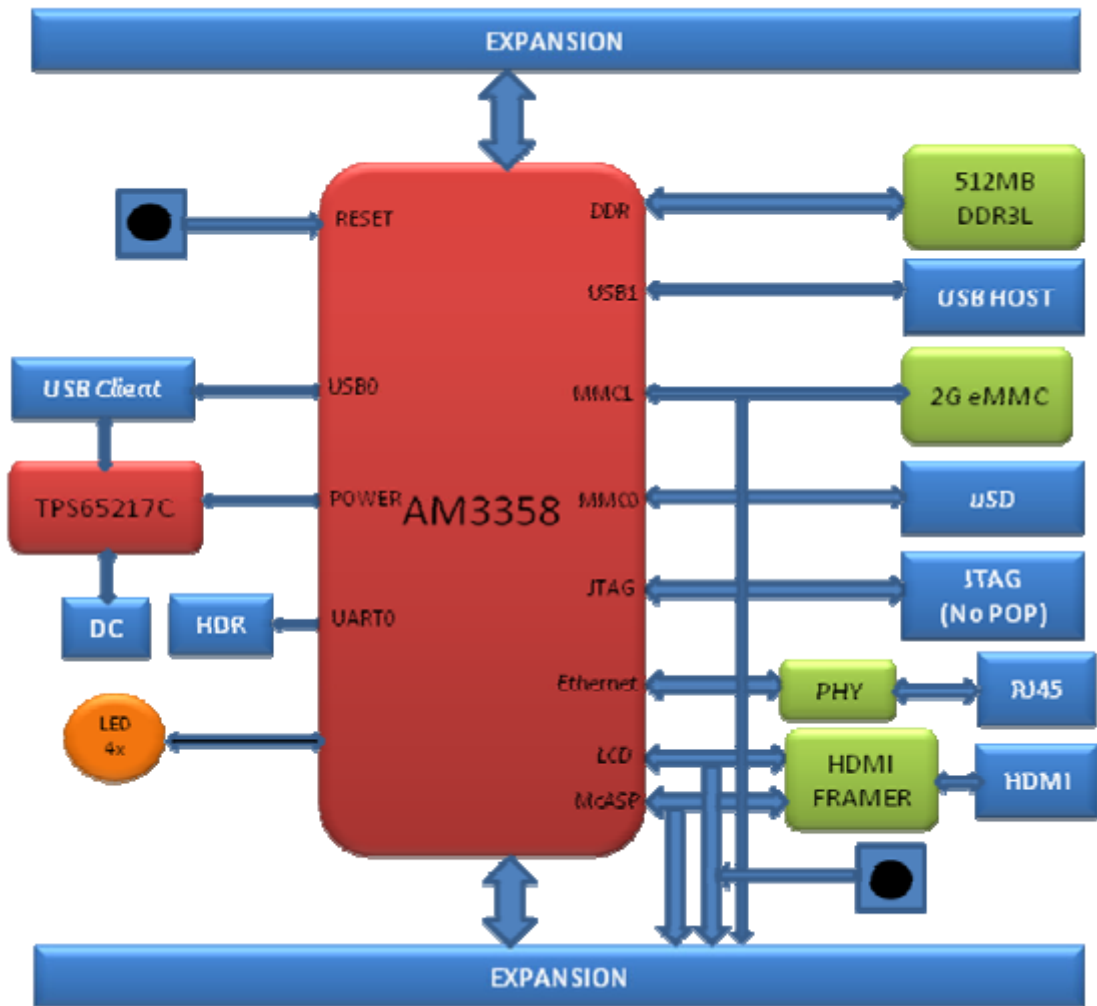 EXPANSION
RESET
DDR
512MB
DDR3L
USB1
USB HOST
USB Client
USB0
MMC1
2G eMMC
TPS65217C
POWER
AM3358
MMC0
uSD
JTAG
JTAG
(No POP)
DC
HDR
UART0
Ethernet
PHY
RJ45
LED
4x
LCD
HDMI
FRAMER
HDMI
McASP
EXPANSION